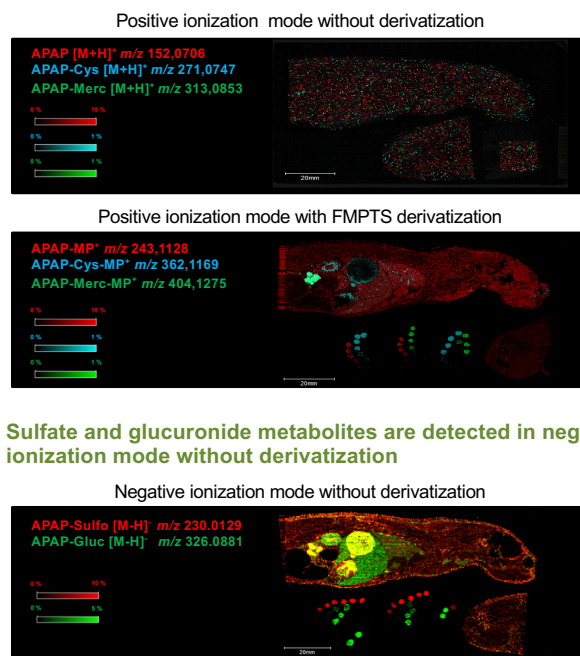 Positive ionization mode without derivatization
APAP [M+H]⁺ m/z 152,0706
APAP-Cys [M+H]⁺ m/z 271,0747
APAP-Merc [M+H]⁺ m/z 313,0853
0 % 10 %
0 % 1 %
0 % 1 %
20mm
Positive ionization mode with FMPTS derivatization
APAP-MP⁺ m/z 243,1128
APAP-Cys-MP⁺ m/z 362,1169
APAP-Merc-MP⁺ m/z 404,1275
0 % 10 %
0 % 1 %
0 % 1 %
20mm
Sulfate and glucuronide metabolites are detected in neg
ionization mode without derivatization
Negative ionization mode without derivatization
APAP-Sulfo [M-H]⁻ m/z 230.0129
APAP-Gluc [M-H]⁻ m/z 326.0881
0 % 10 %
0 % 5 %
20mm